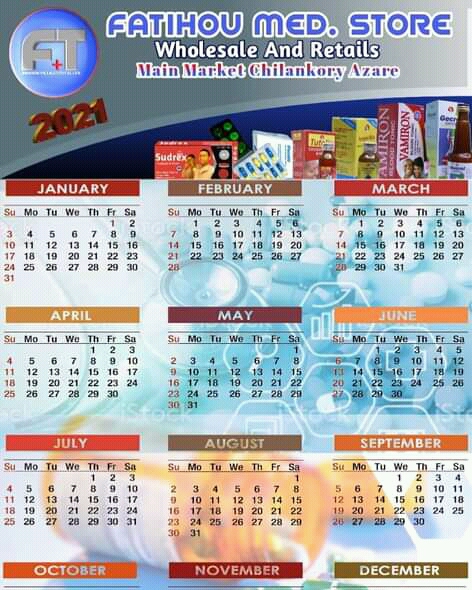 FATIHOU MED. STORE
Wholesale And Retails
Main Market Chilankory Azare
F+T
2021
Sudrex
Sudrex
VAMIRON
VAMIRON
JANUARY
Su Mo Tu We Th Fr Sa
1 2
3 4 5 6 7 8 9
10 11 12 13 14 15 16
17 18 19 20 21 22 23
24 25 26 27 28 29 30
31
FEBRUARY
Su Mo Tu We Th Fr Sa
1 2 3 4 5 6
7 8 9 10 11 12 13
14 15 16 17 18 19 20
21 22 23 24 25 26 27
28
MARCH
Su Mo Tu We Th Fr Sa
1 2 3 4 5 6
7 8 9 10 11 12 13
14 15 16 17 18 19 20
21 22 23 24 25 26 27
28 29 30 31
APRIL
Su Mo Tu We Th Fr Sa
1 2 3
4 5 6 7 8 9 10
11 12 13 14 15 16 17
18 19 20 21 22 23 24
25 26 27 28 29 30
MAY
Su Mo Tu We Th Fr Sa
1
2 3 4 5 6 7 8
9 10 11 12 13 14 15
16 17 18 19 20 21 22
23 24 25 26 27 28 29
30 31
JUNE
Su Mo Tu We Th Fr Sa
1 2 3 4 5
6 7 8 9 10 11 12
13 14 15 16 17 18 19
20 21 22 23 24 25 26
27 28 29 30
iStock
JULY
Su Mo Tu We Th Fr Sa
1 2 3
4 5 6 7 8 9 10
11 12 13 14 15 16 17
18 19 20 21 22 23 24
25 26 27 28 29 30 31
AUGUST
Su Mo Tu We Th Fr Sa
1
2 3 4 5 6 7 8
9 10 11 12 13 14 15
16 17 18 19 20 21 22
23 24 25 26 27 28 29
30 31
SEPTEMBER
Su Mo Tu We Th Fr Sa
1 2 3 4
5 6 7 8 9 10 11
12 13 14 15 16 17 18
19 20 21 22 23 24 25
26 27 28 29 30
OCTOBER
NOVEMBER
DECEMBER